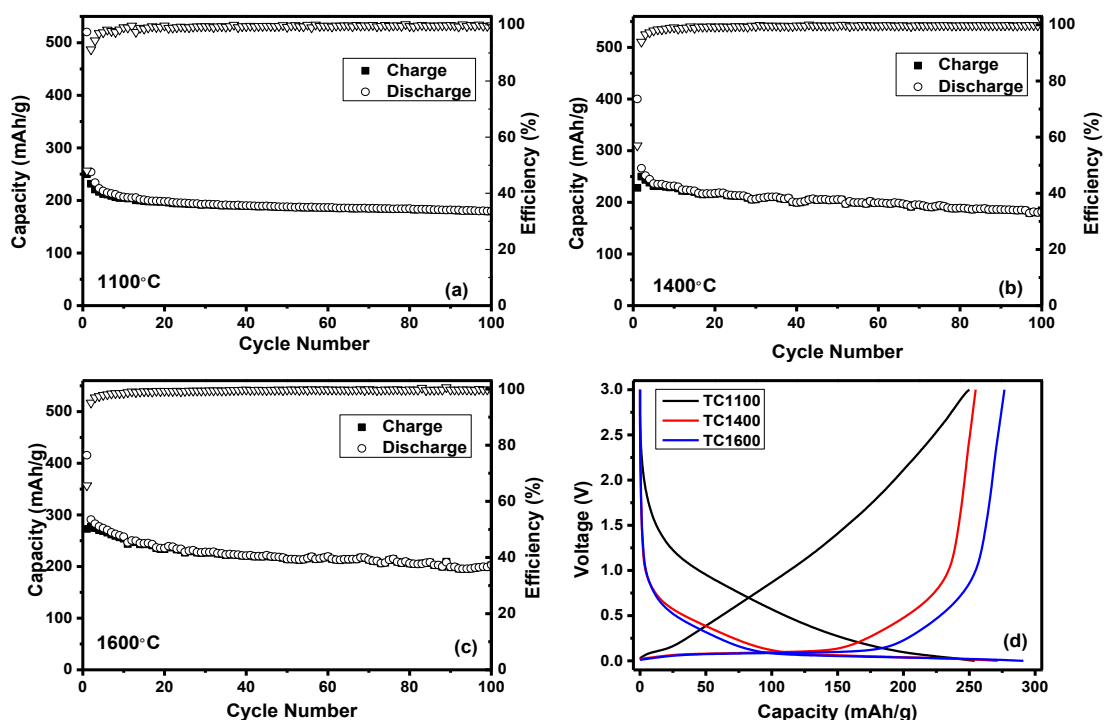 500
400
300
200
100
0
Capacity (mAh/g)
100
80
60
40
20
0
Efficiency (%)
Charge
Discharge
1100°C
(a)
0 20 40 60 80 100
Cycle Number
500
400
300
200
100
0
Capacity (mAh/g)
100
80
60
40
20
0
Efficiency (%)
Charge
Discharge
1400°C
(b)
0 20 40 60 80 100
Cycle Number
500
400
300
200
100
0
Capacity (mAh/g)
100
80
60
40
20
0
Efficiency (%)
Charge
Discharge
1600°C
(c)
0 20 40 60 80 100
Cycle Number
3.0
2.5
2.0
1.5
1.0
0.5
0.0
Voltage (V)
TC1100
TC1400
TC1600
(d)
0 50 100 150 200 250 300
Capacity (mAh/g)